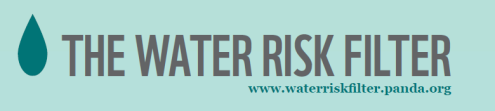 THE WATER RISK FILTER
www.waterriskfilter.panda.org